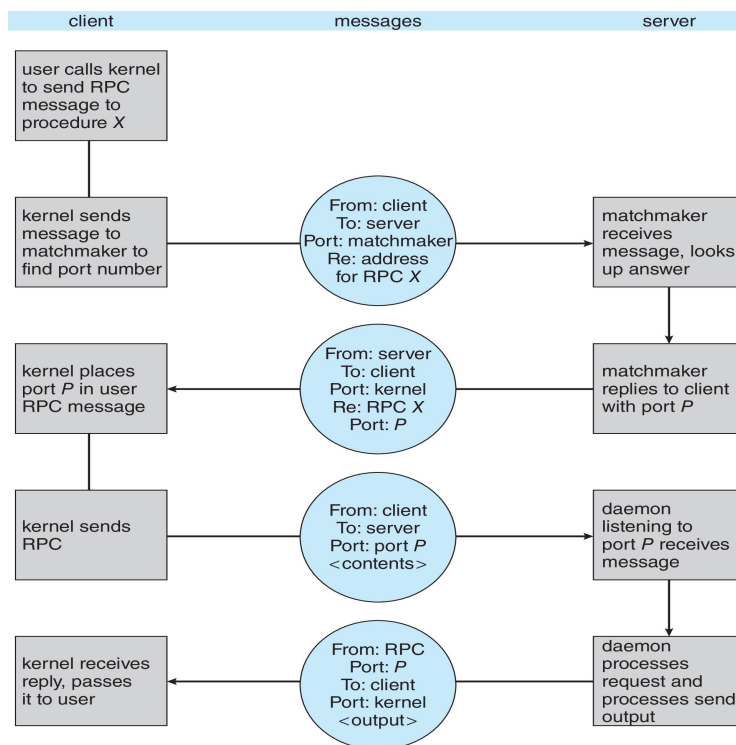 client
messages
server
user calls kernel
to send RPC
message to
procedure X
kernel sends
message to
matchmaker to
find port number
From: client
To: server
Port: matchmaker
Re: address
for RPC X
matchmaker
receives
message, looks
up answer
kernel places
port P in user
RPC message
From: server
To: client
Port: kernel
Re: RPC X
Port: P
matchmaker
replies to client
with port P
kernel sends
RPC
From: client
To: server
Port: port P
<contents>
daemon
listening to
port P receives
message
kernel receives
reply, passes
it to user
From: RPC
Port: P
To: client
Port: kernel
<output>
daemon
processes
request and
processes send
output